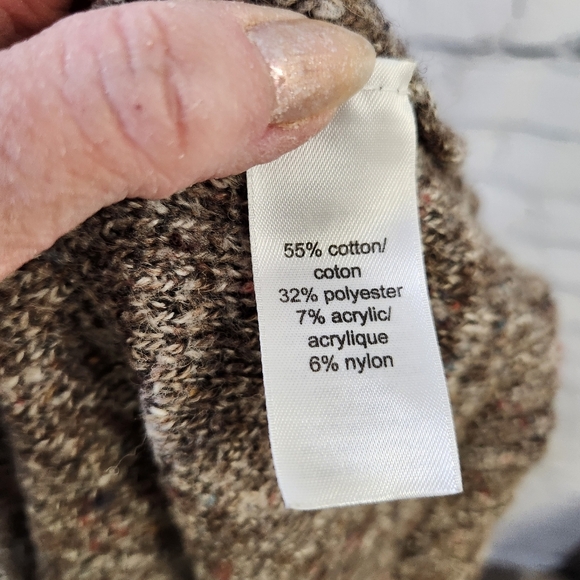 55% cotton/
coton
32% polyester
7% acrylic/
acrylique
6% nylon